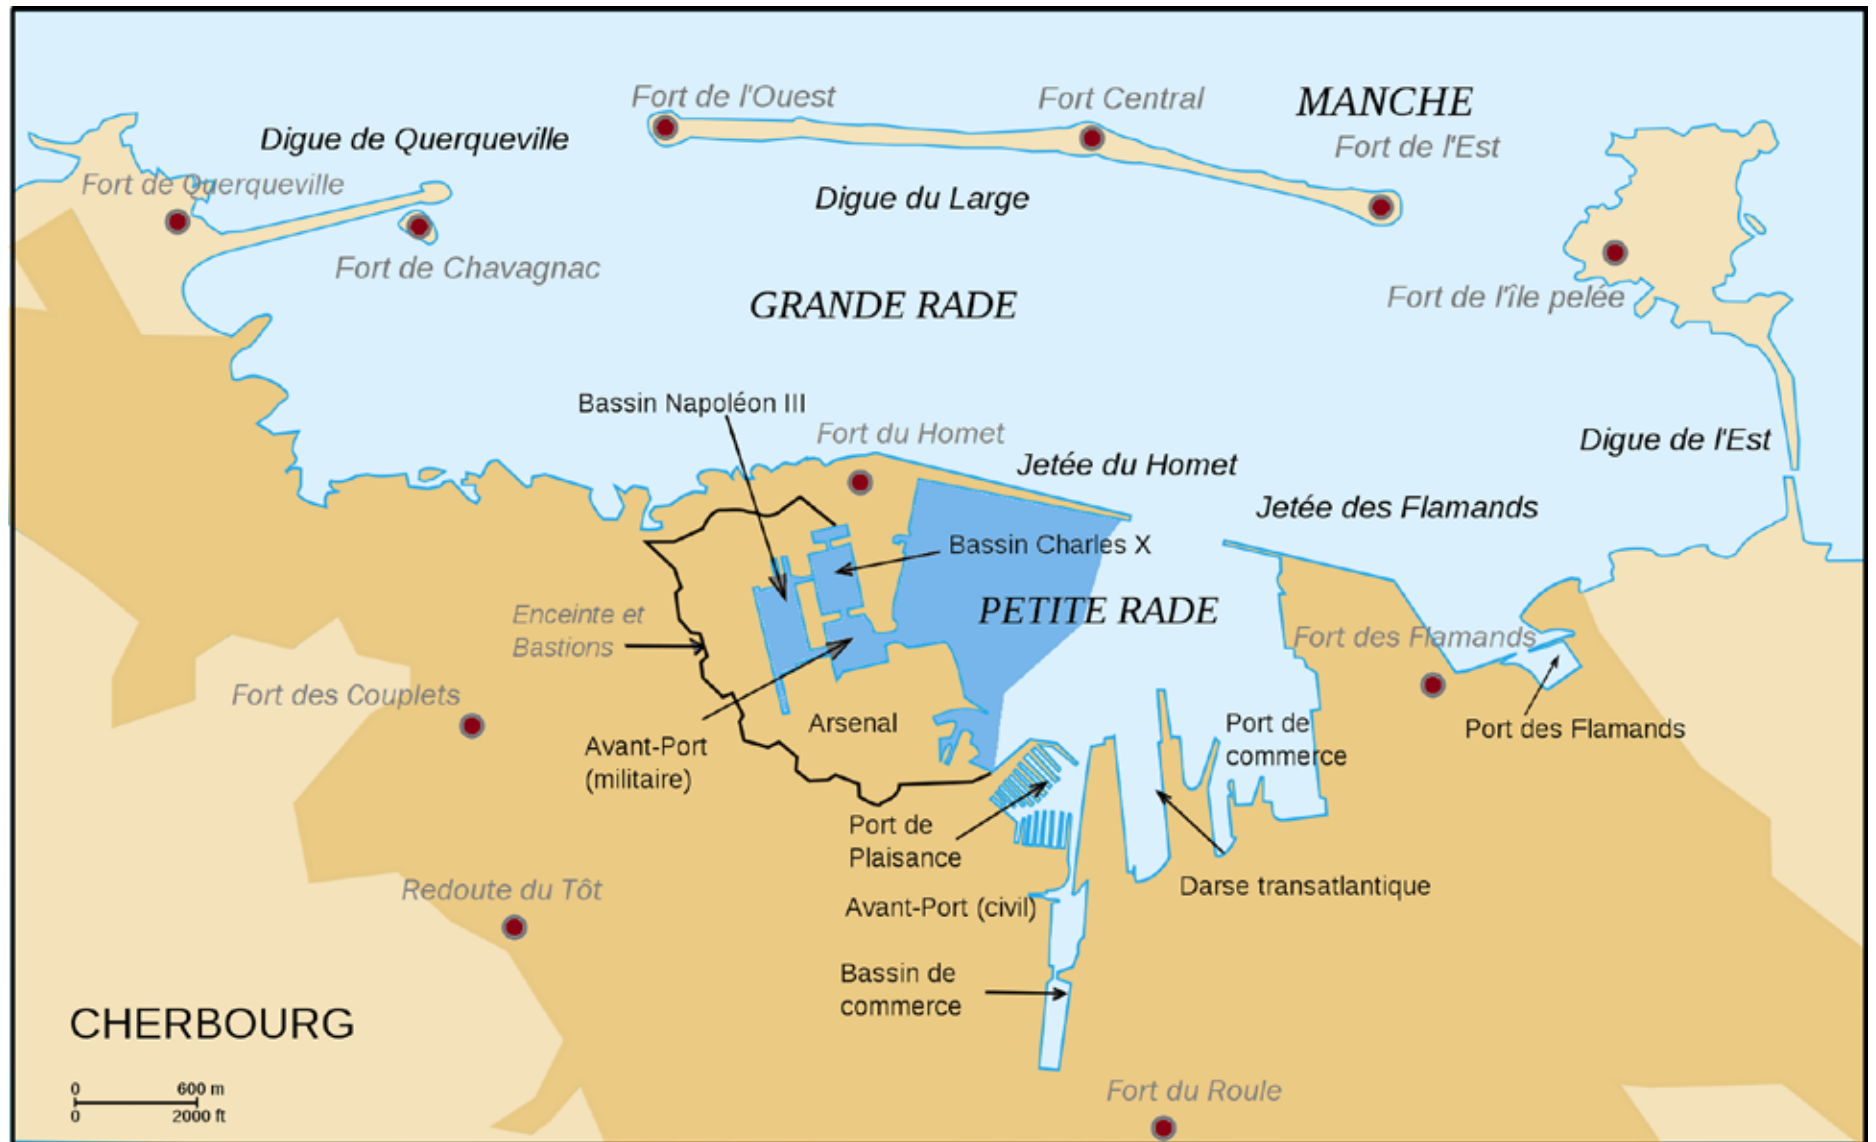 Fort de l'Ouest
Fort Central
MANCHE
Digue de Querqueville
Fort de l'Est
Fort de Querqueville
Digue du Large
Fort de Chavagnac
GRANDE RADE
Fort de l'île pelée
Bassin Napoléon III
Fort du Homet
Jetée du Homet
Digue de l'Est
Jetée des Flamands
Bassin Charles X
PETITE RADE
Enceinte et
Bastions
Fort des Flamands
Fort des Couplets
Arsenal
Port de
commerce
Port des Flamands
Avant-Port
(militaire)
Port de
Plaisance
Redoute du Tôt
Darse transatlantique
Avant-Port (civil)
Bassin de
commerce
CHERBOURG
0 600 m
0 2000 ft
Fort du Roule